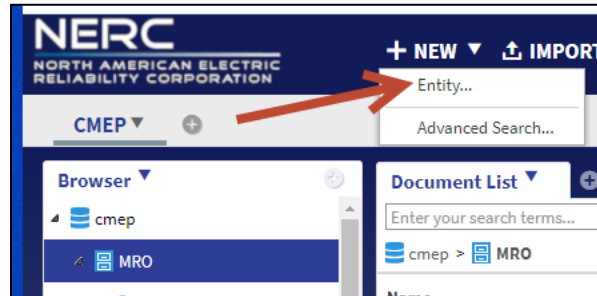 NERC
NORTH AMERICAN ELECTRIC
RELIABILITY CORPORATION
+ NEW ▼ IMPORT
Entity...
Advanced Search...
CMEP ▼
Browser ▼
cmep
MRO
Document List ▼
Enter your search terms...
cmep > MRO